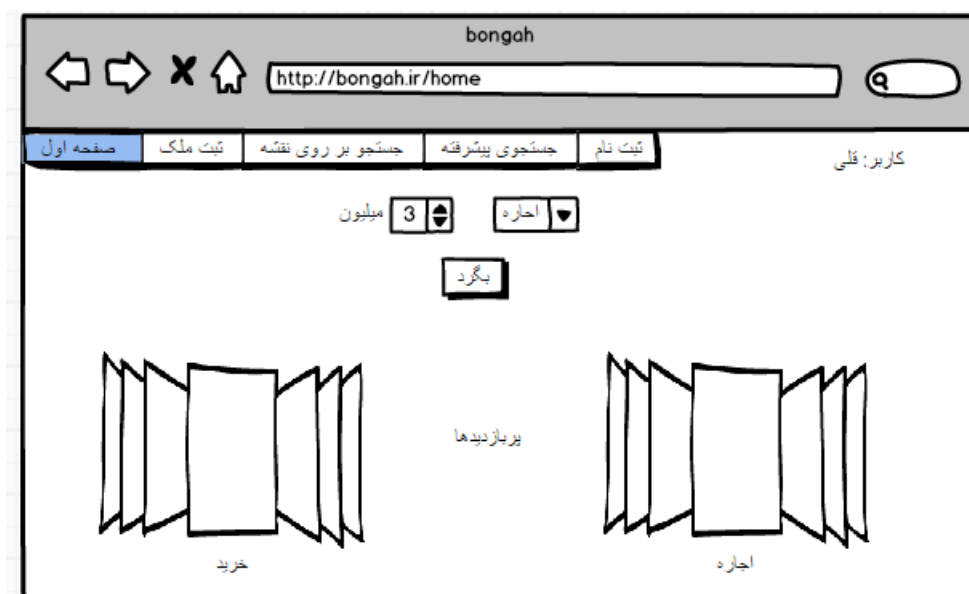 bongah
http://bongah.ir/home
صفحه اول ثبت ملک جستجو بر روی نقشه جستجوی پیشرفته ثبت نام
کاربر: قلی
احاره 3 میلیون
بگرد
پربازدیدها
اجاره خرید